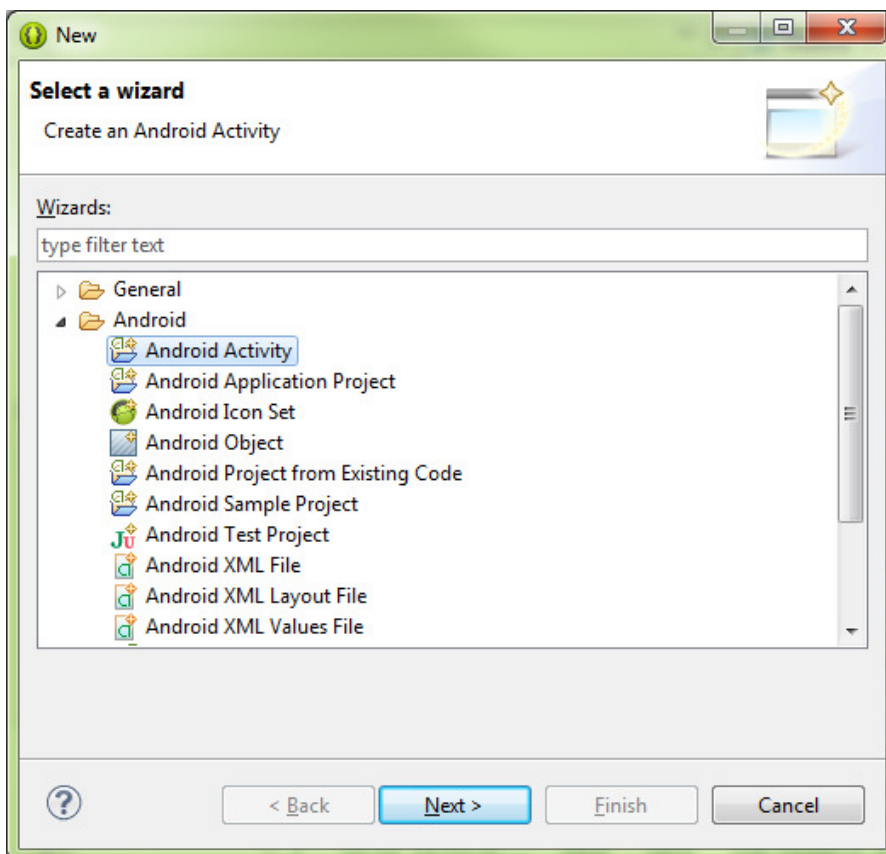 New
Select a wizard
Create an Android Activity
Wizards:
type filter text
General
Android
Android Activity
Android Application Project
Android Icon Set
Android Object
Android Project from Existing Code
Android Sample Project
Android Test Project
Android XML File
Android XML Layout File
Android XML Values File
< Back Next > Finish Cancel